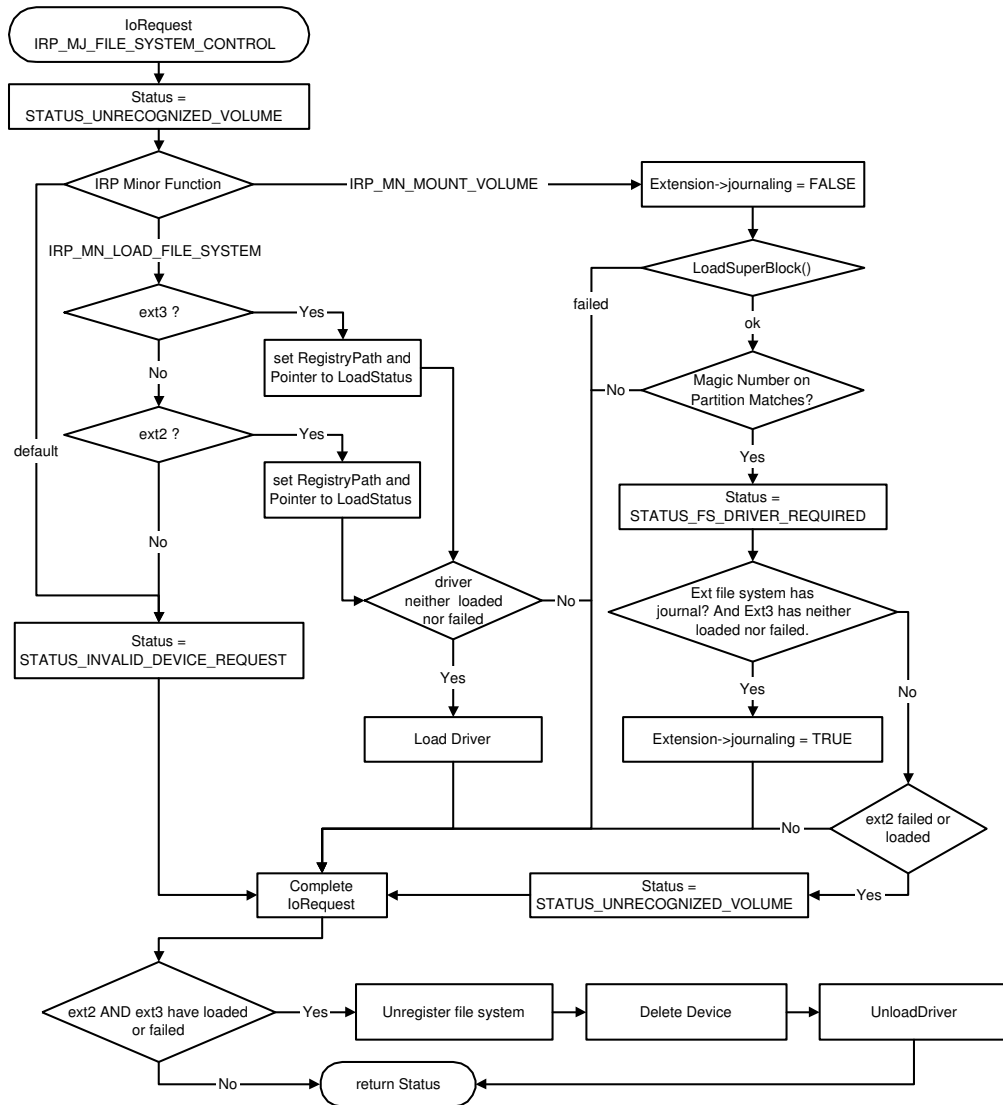 IoRequest
IRP_MJ_FILE_SYSTEM_CONTROL
Status =
STATUS_UNRECOGNIZED_VOLUME
IRP Minor Function
IRP_MN_MOUNT_VOLUME
Extension->journaling = FALSE
IRP_MN_LOAD_FILE_SYSTEM
LoadSuperBlock()
failed
ok
ext3 ?
Yes
set RegistryPath and
Pointer to LoadStatus
No
No
Magic Number on
Partition Matches?
ext2 ?
Yes
default
Yes
set RegistryPath and
Pointer to LoadStatus
Status =
STATUS_FS_DRIVER_REQUIRED
No
driver
neither loaded
nor failed
No
Ext file system has
journal? And Ext3 has neither
loaded nor failed.
Status =
STATUS_INVALID_DEVICE_REQUEST
Yes
Yes
No
Load Driver
Extension->journaling = TRUE
No
ext2 failed or
loaded
Complete
IoRequest
Status =
STATUS_UNRECOGNIZED_VOLUME
Yes
ext2 AND ext3 have loaded
or failed
Yes
Unregister file system
Delete Device
UnloadDriver
No
return Status